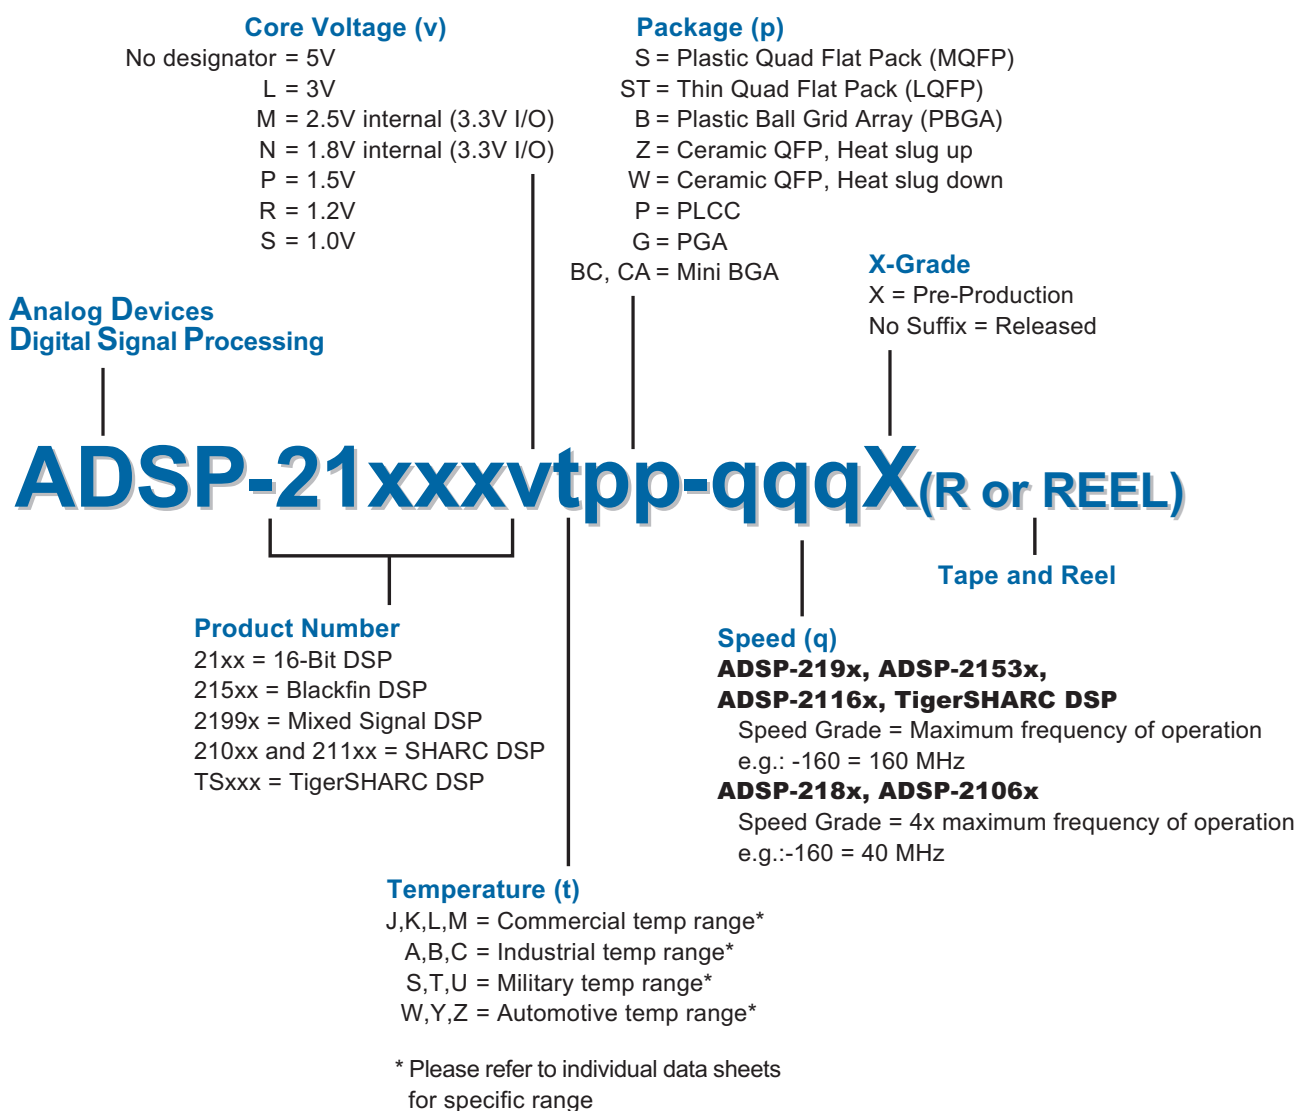 Core Voltage (v)
No designator = 5V
L = 3V
M = 2.5V internal (3.3V I/O)
N = 1.8V internal (3.3V I/O)
P = 1.5V
R = 1.2V
S = 1.0V
Package (p)
S = Plastic Quad Flat Pack (MQFP)
ST = Thin Quad Flat Pack (LQFP)
B = Plastic Ball Grid Array (PBGA)
Z = Ceramic QFP, Heat slug up
W = Ceramic QFP, Heat slug down
P = PLCC
G = PGA
BC, CA = Mini BGA
X-Grade
X = Pre-Production
No Suffix = Released
Analog Devices
Digital Signal Processing
ADSP-21xxxvtpp-qqqX(R or REEL)
Tape and Reel
Product Number
21xx = 16-Bit DSP
215xx = Blackfin DSP
2199x = Mixed Signal DSP
210xx and 211xx = SHARC DSP
TSxxx = TigerSHARC DSP
Speed (q)
ADSP-219x, ADSP-2153x,
ADSP-2116x, TigerSHARC DSP
Speed Grade = Maximum frequency of operation
e.g.: -160 = 160 MHz
ADSP-218x, ADSP-2106x
Speed Grade = 4x maximum frequency of operation
e.g.:-160 = 40 MHz
Temperature (t)
J,K,L,M = Commercial temp range*
A,B,C = Industrial temp range*
S,T,U = Military temp range*
W,Y,Z = Automotive temp range*
* Please refer to individual data sheets
for specific range